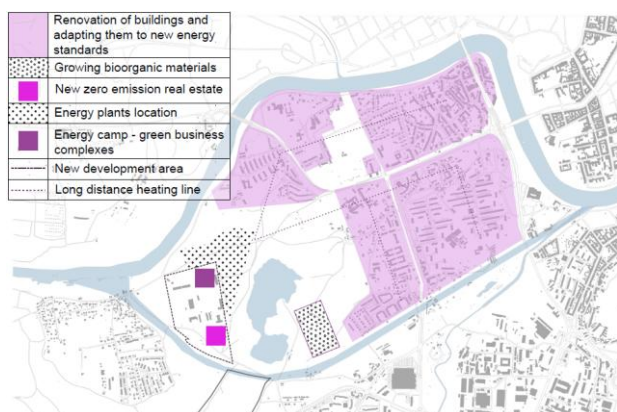 Renovation of buildings and
adapting them to new energy
standards
Growing bioorganic materials
New zero emission real estate
Energy plants location
Energy camp - green business
complexes
New development area
Long distance heating line